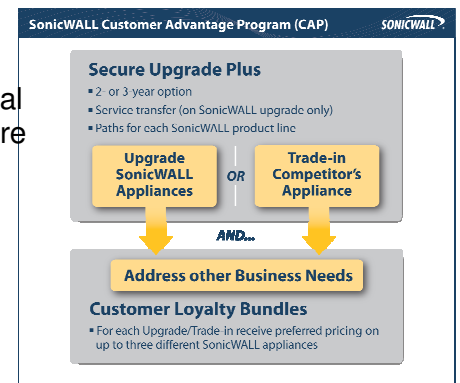 SonicWALL Customer Advantage Program (CAP)
SONICWALL
al
re
Secure Upgrade Plus
▪ 2- or 3-year option
▪ Service transfer (on SonicWALL upgrade only)
▪ Paths for each SonicWALL product line
Upgrade
SonicWALL
Appliances
OR
Trade-in
Competitor's
Appliance
AND...
Address other Business Needs
Customer Loyalty Bundles
▪ For each Upgrade/Trade-in receive preferred pricing on
up to three different SonicWALL appliances